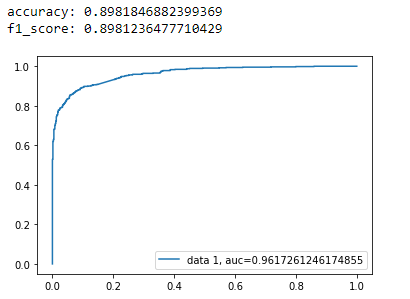 accuracy: 0.8981846882399369
f1_score: 0.8981236477710429
1.0
0.8
0.6
0.4
0.2
0.0
data 1, auc=0.9617261246174855
0.0 0.2 0.4 0.6 0.8 1.0